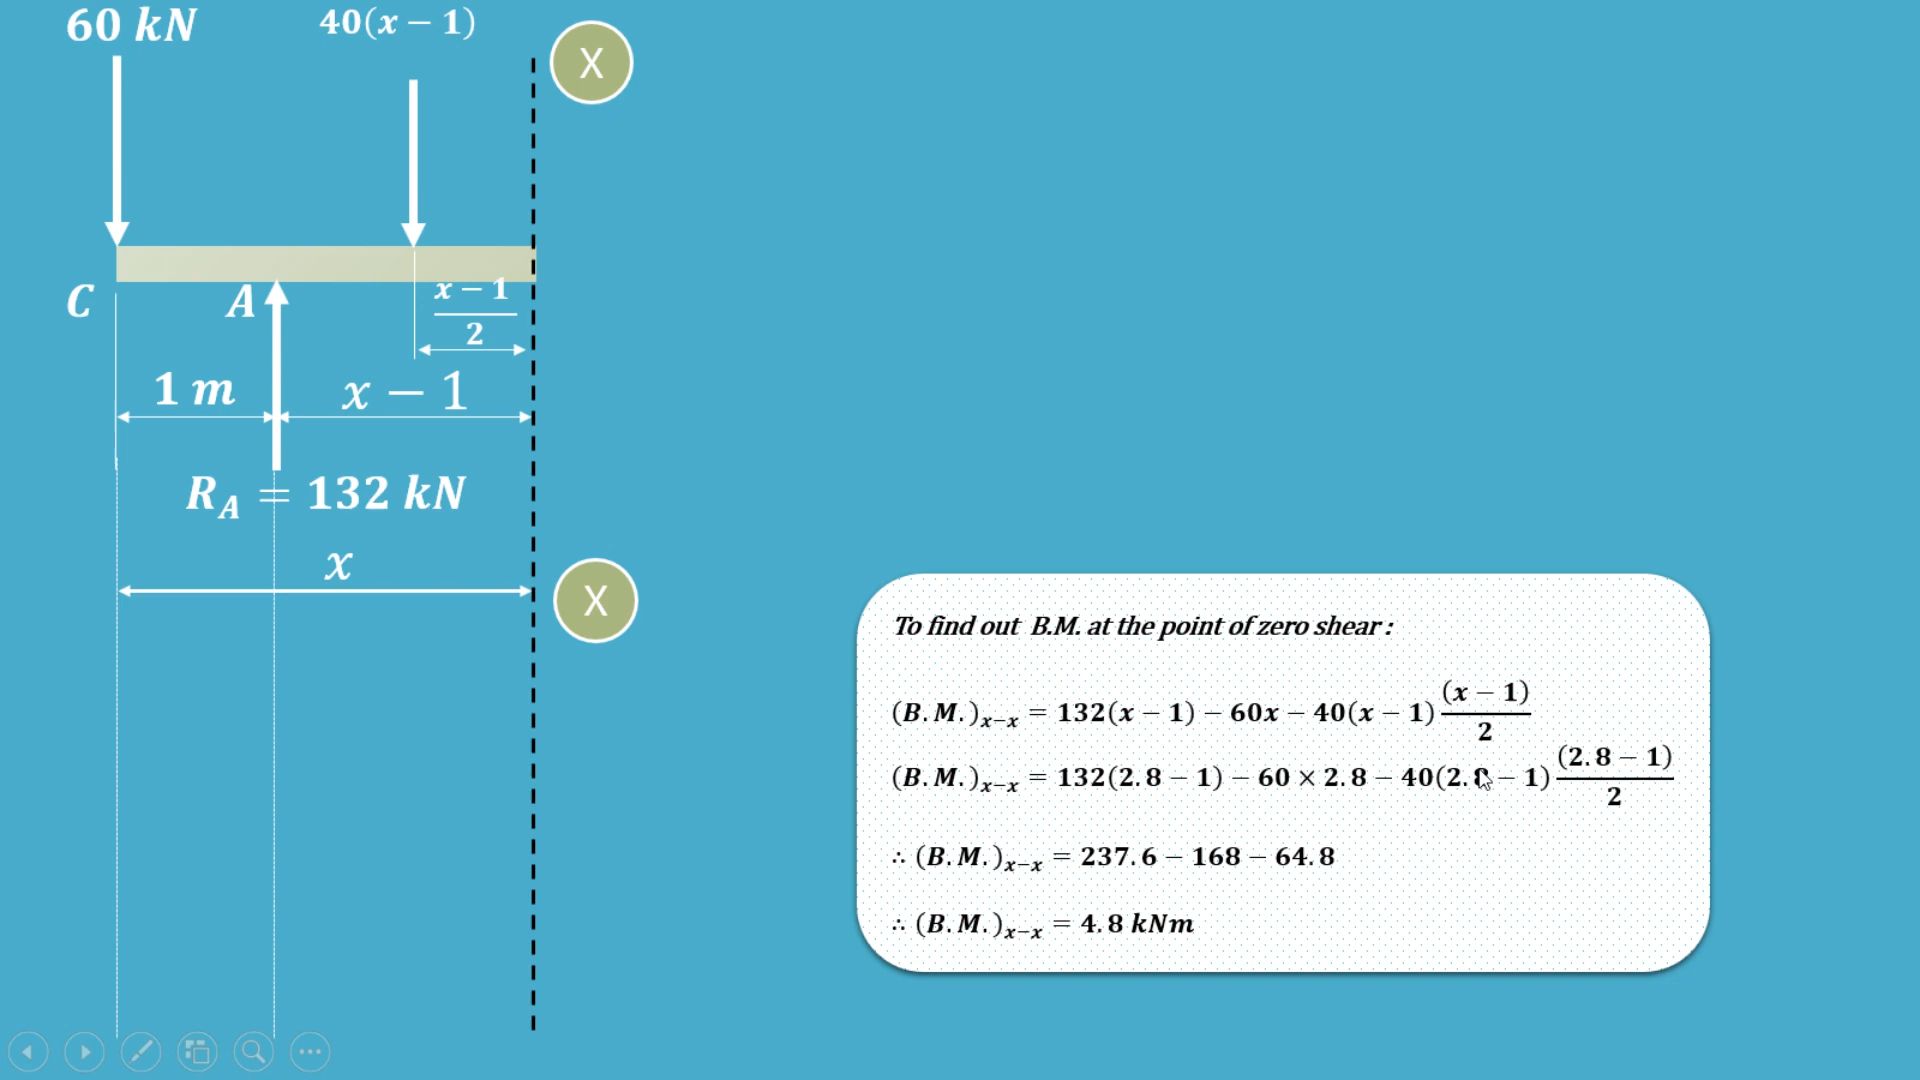 60 kN
40(x − 1)
X
C
A
x − 1
2
1 m
x − 1
R_A = 132 kN
x
X
To find out B.M. at the point of zero shear :
(B.M.)_{x−x} = 132(x − 1) − 60x − 40(x − 1) (x − 1)/2
(B.M.)_{x−x} = 132(2.8 − 1) − 60 × 2.8 − 40(2.8 − 1) (2.8 − 1)/2
∴ (B.M.)_{x−x} = 237.6 − 168 − 64.8
∴ (B.M.)_{x−x} = 4.8 kNm